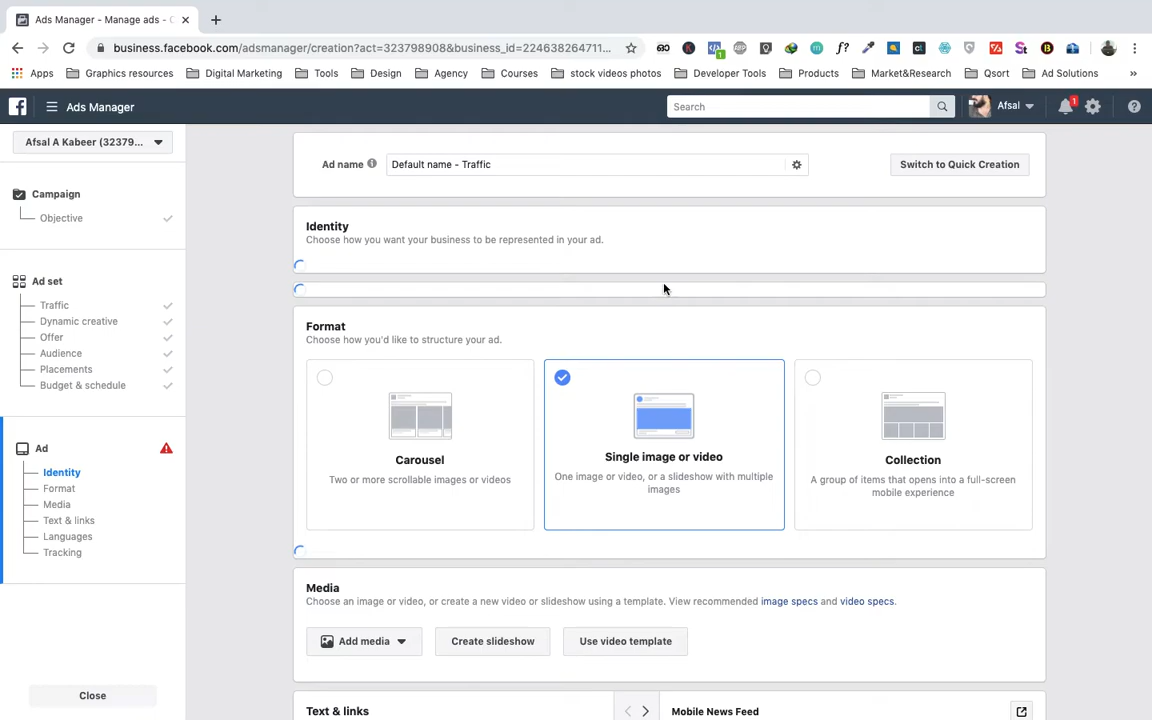 Ads Manager - Manage ads - C
business.facebook.com/adsmanager/creation?act=323798908&business_id=224638264711...
Apps
Graphics resources
Digital Marketing
Tools
Design
Agency
Courses
stock videos photos
Developer Tools
Products
Market&Research
Qsort
Ad Solutions
»
Ads Manager
Search
Afsal
1
Afsal A Kabeer (32379...
Ad name
Default name - Traffic
Switch to Quick Creation
Campaign
Objective
Identity
Choose how you want your business to be represented in your ad.
Ad set
Traffic
Dynamic creative
Offer
Audience
Placements
Budget & schedule
Format
Choose how you'd like to structure your ad.
Carousel
Two or more scrollable images or videos
Single image or video
One image or video, or a slideshow with multiple
images
Collection
A group of items that opens into a full-screen
mobile experience
Ad
Identity
Format
Media
Text & links
Languages
Tracking
Media
Choose an image or video, or create a new video or slideshow using a template. View recommended image specs and video specs.
Add media
Create slideshow
Use video template
Close
Text & links
Mobile News Feed